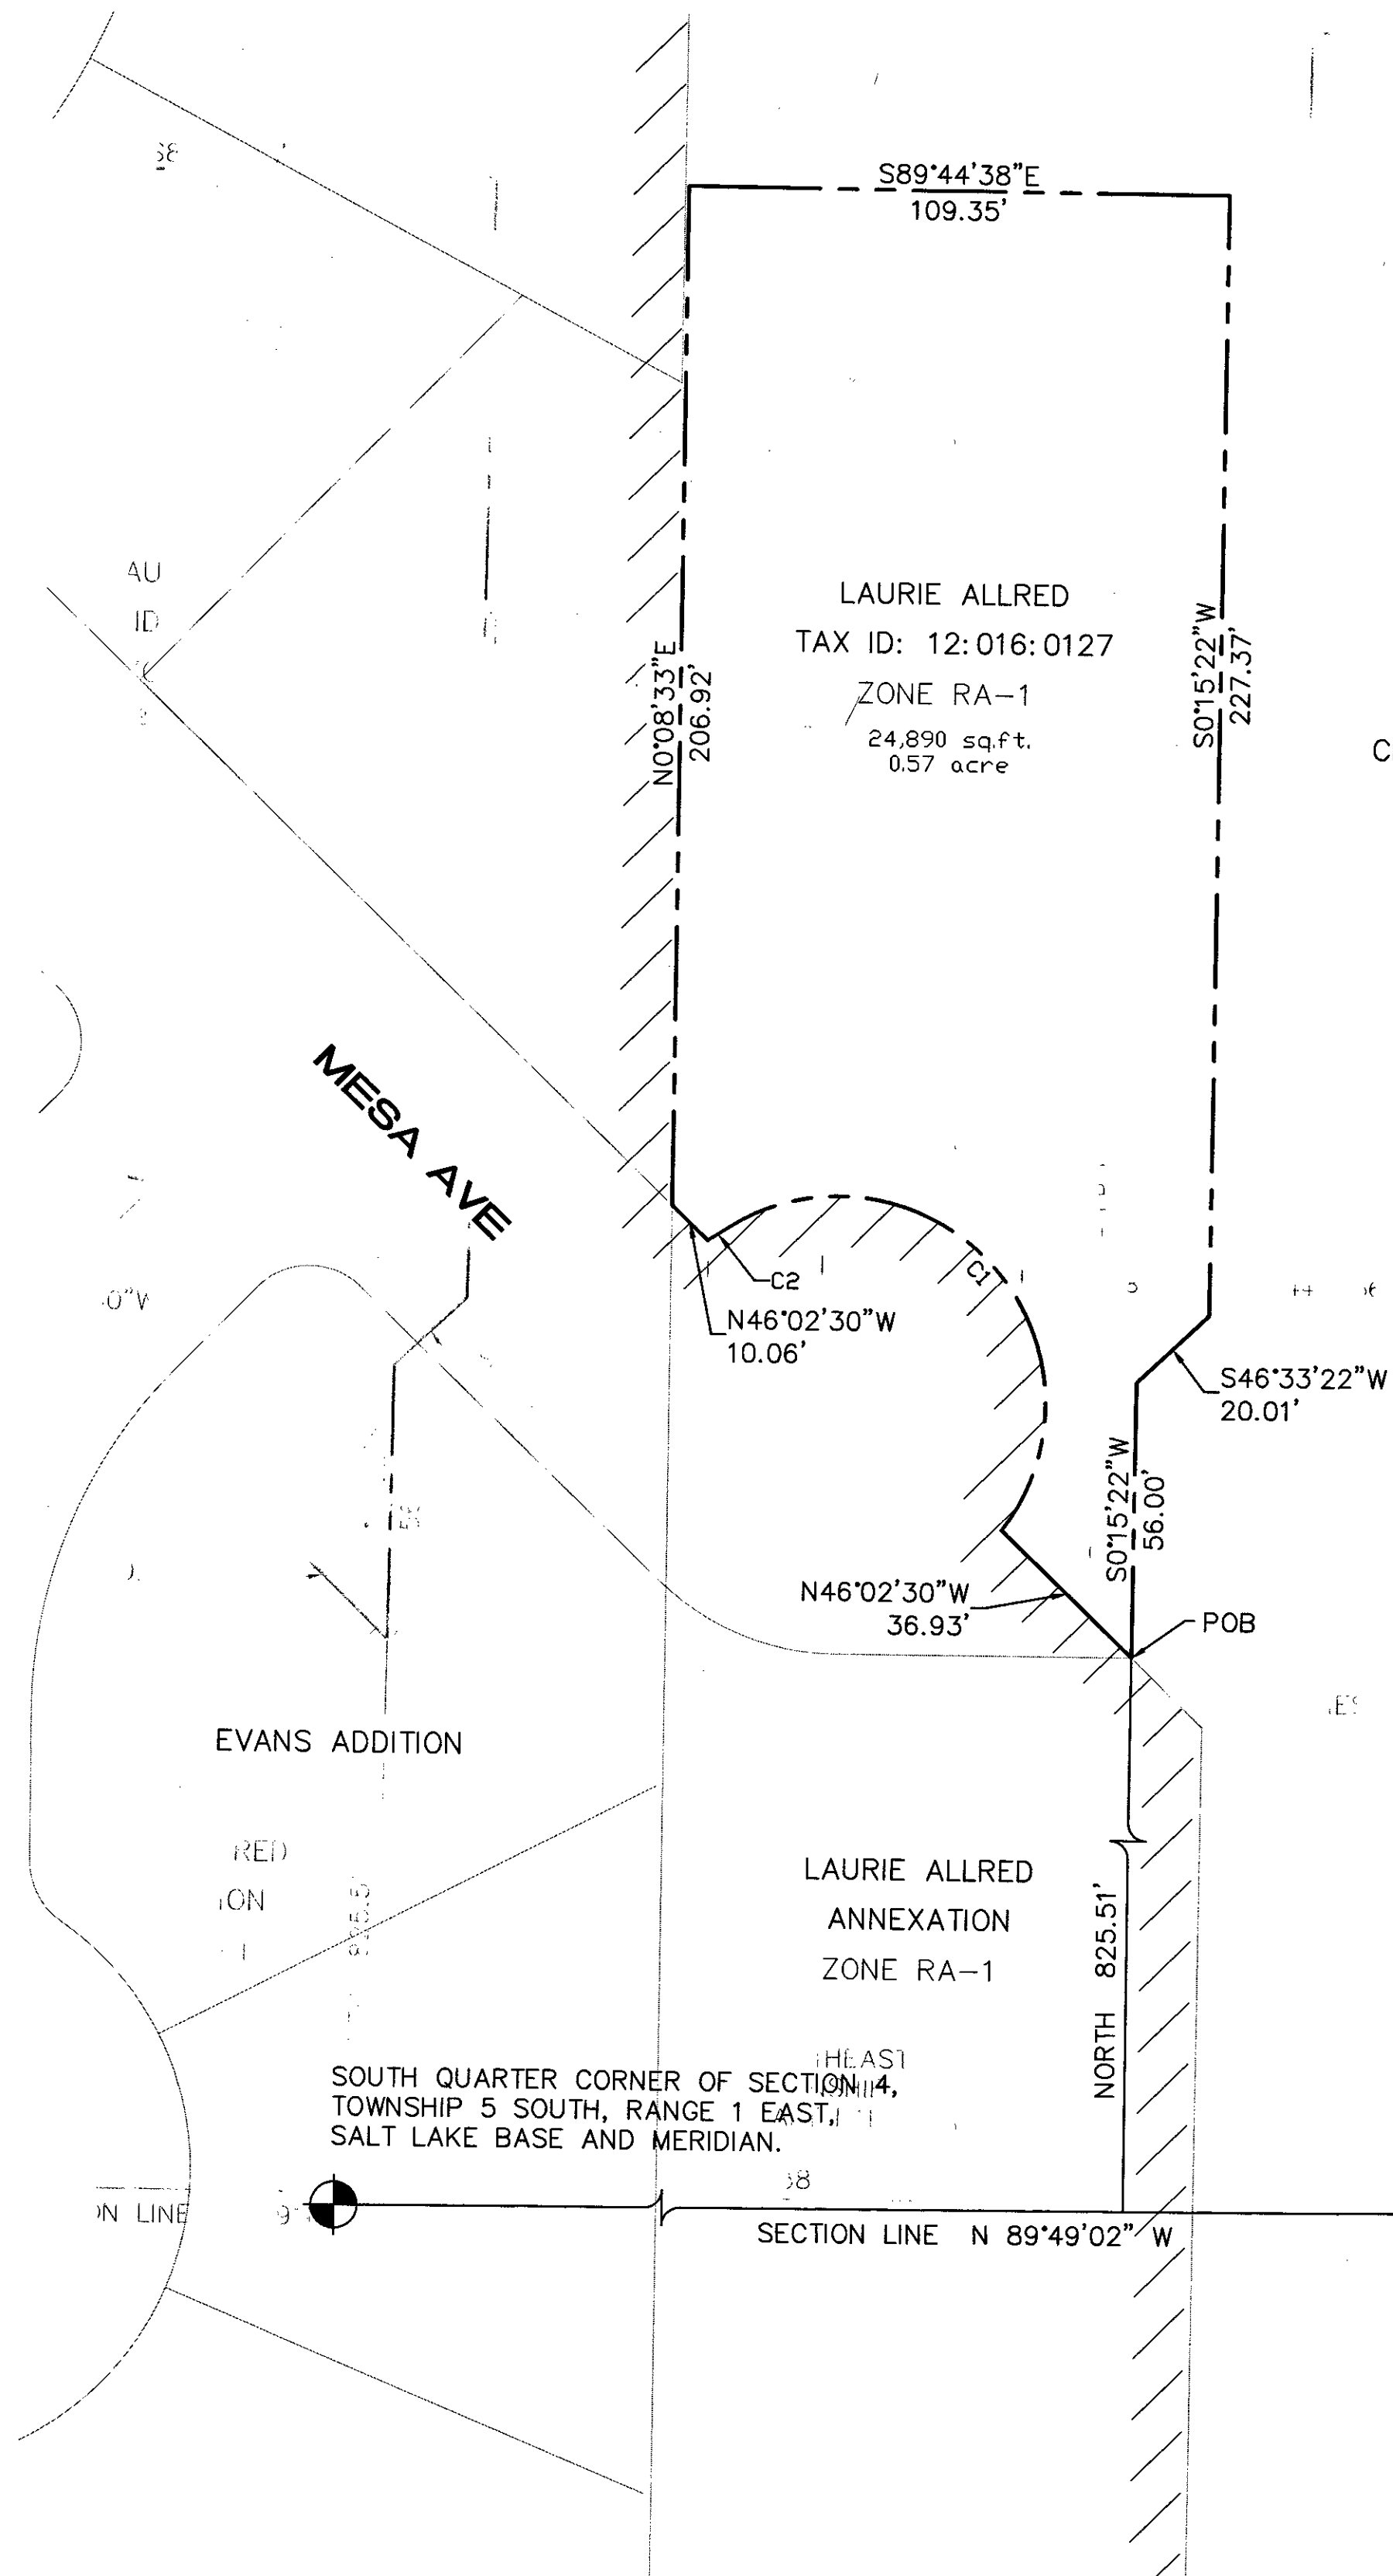 S89°44'38"E
109.35'
LAURIE ALLRED
TAX ID: 12:016:0127
ZONE RA-1
24,890 sq.ft.
0.57 acre
N0°08'33"E
206.92'
S0°15'22"W
227.37'
C
AU
ID
MESA AVE
C2
C1
N46°02'30"W
10.06'
S46°33'22"W
20.01'
S0°15'22"W
56.00'
N46°02'30"W
36.93'
POB
EVANS ADDITION
LAURIE ALLRED
ANNEXATION
ZONE RA-1
NORTH 825.51'
SOUTH QUARTER CORNER OF SECTION 4,
TOWNSHIP 5 SOUTH, RANGE 1 EAST,
SALT LAKE BASE AND MERIDIAN.
SECTION LINE N 89°49'02" W